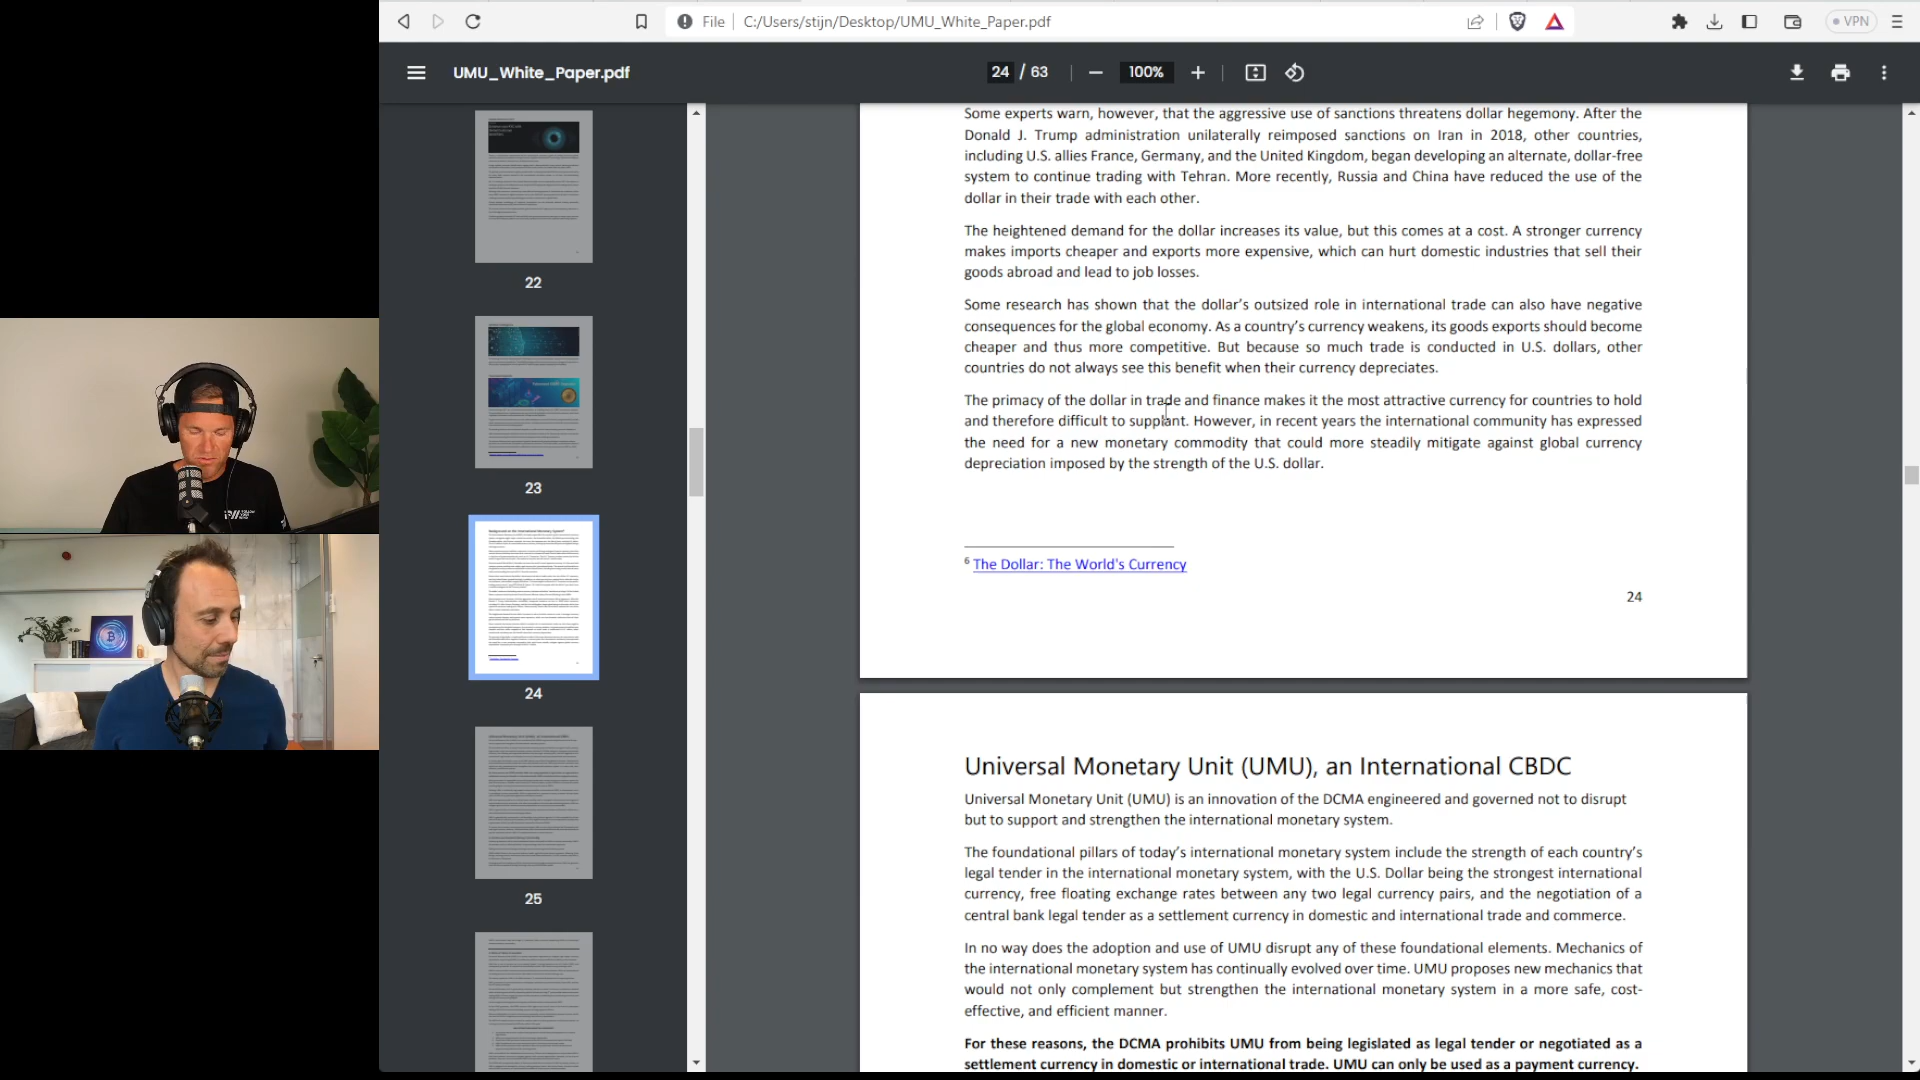 File
C:/Users/stijn/Desktop/UMU_White_Paper.pdf
VPN
UMU_White_Paper.pdf
24 / 63
100%
22
23
24
25
Some experts warn, however, that the aggressive use of sanctions threatens dollar hegemony. After the
Donald J. Trump administration unilaterally reimposed sanctions on Iran in 2018, other countries,
including U.S. allies France, Germany, and the United Kingdom, began developing an alternate, dollar-free
system to continue trading with Tehran. More recently, Russia and China have reduced the use of the
dollar in their trade with each other.
The heightened demand for the dollar increases its value, but this comes at a cost. A stronger currency
makes imports cheaper and exports more expensive, which can hurt domestic industries that sell their
goods abroad and lead to job losses.
Some research has shown that the dollar's outsized role in international trade can also have negative
consequences for the global economy. As a country's currency weakens, its goods exports should become
cheaper and thus more competitive. But because so much trade is conducted in U.S. dollars, other
countries do not always see this benefit when their currency depreciates.
The primacy of the dollar in trade and finance makes it the most attractive currency for countries to hold
and therefore difficult to supplant. However, in recent years the international community has expressed
the need for a new monetary commodity that could more steadily mitigate against global currency
depreciation imposed by the strength of the U.S. dollar.
6 The Dollar: The World's Currency
24
Universal Monetary Unit (UMU), an International CBDC
Universal Monetary Unit (UMU) is an innovation of the DCMA engineered and governed not to disrupt
but to support and strengthen the international monetary system.
The foundational pillars of today's international monetary system include the strength of each country's
legal tender in the international monetary system, with the U.S. Dollar being the strongest international
currency, free floating exchange rates between any two legal currency pairs, and the negotiation of a
central bank legal tender as a settlement currency in domestic and international trade and commerce.
In no way does the adoption and use of UMU disrupt any of these foundational elements. Mechanics of
the international monetary system has continually evolved over time. UMU proposes new mechanics that
would not only complement but strengthen the international monetary system in a more safe, cost-
effective, and efficient manner.
For these reasons, the DCMA prohibits UMU from being legislated as legal tender or negotiated as a
settlement currency in domestic or international trade. UMU can only be used as a payment currency.